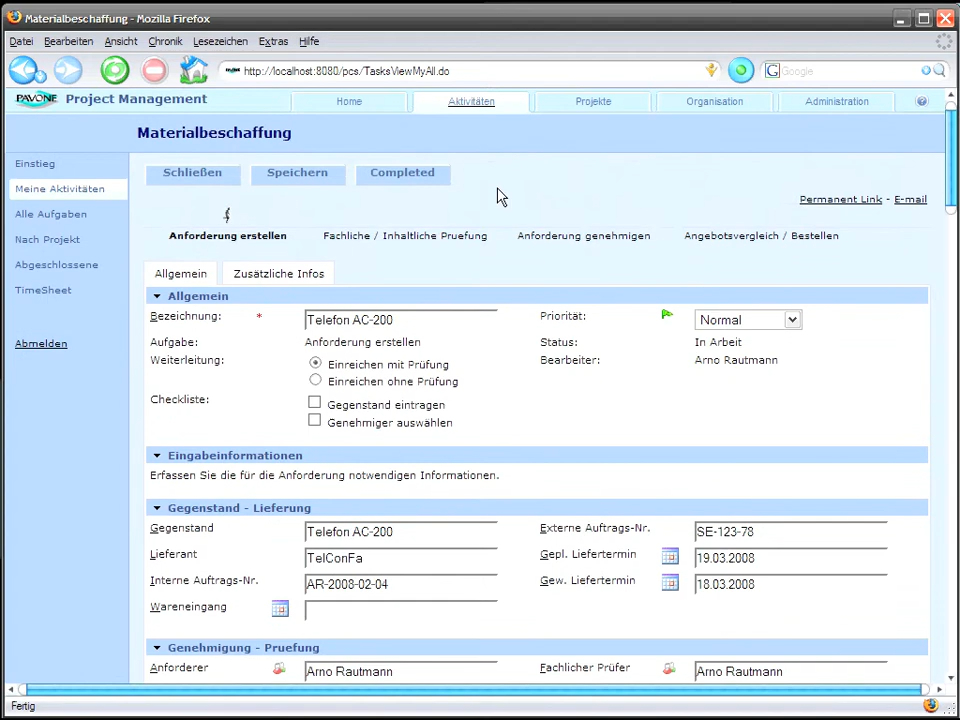 Materialbeschaffung - Mozilla Firefox
Datei Bearbeiten Ansicht Chronik Lesezeichen Extras Hilfe
http://localhost:8080/pcs/TasksViewMyAll.do
Google
PAVONE Project Management
Home Aktivitäten Projekte Organisation Administration
Materialbeschaffung
Einstieg
Meine Aktivitäten
Alle Aufgaben
Nach Projekt
Abgeschlossene
TimeSheet
Abmelden
Schließen Speichern Completed
Permanent Link - E-mail
Anforderung erstellen Fachliche / Inhaltliche Pruefung Anforderung genehmigen Angebotsvergleich / Bestellen
Allgemein Zusätzliche Infos
Allgemein
Bezeichnung: * Telefon AC-200 Priorität: Normal
Aufgabe: Anforderung erstellen Status: In Arbeit
Weiterleitung: Einreichen mit Prüfung Bearbeiter: Arno Rautmann
Einreichen ohne Prüfung
Checkliste: Gegenstand eintragen
Genehmiger auswählen
Eingabeinformationen
Erfassen Sie die für die Anforderung notwendigen Informationen.
Gegenstand - Lieferung
Gegenstand Telefon AC-200 Externe Auftrags-Nr. SE-123-78
Lieferant TelConFa Gepl. Liefertermin 19.03.2008
Interne Auftrags-Nr. AR-2008-02-04 Gew. Liefertermin 18.03.2008
Wareneingang
Genehmigung - Pruefung
Anforderer Arno Rautmann Fachlicher Prüfer Arno Rautmann
Fertig